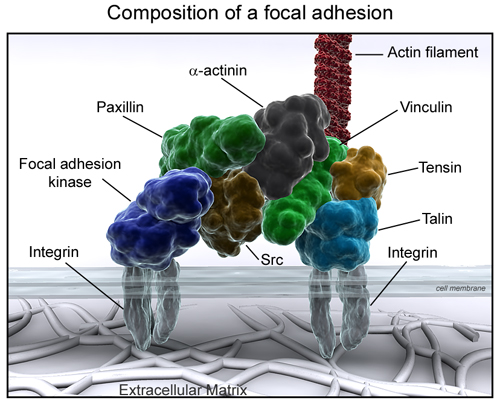 Composition of a focal adhesion
Actin filament
α-actinin
Paxillin
Vinculin
Focal adhesion
kinase
Tensin
Talin
Integrin
Src
Integrin
cell membrane
Extracellular Matrix